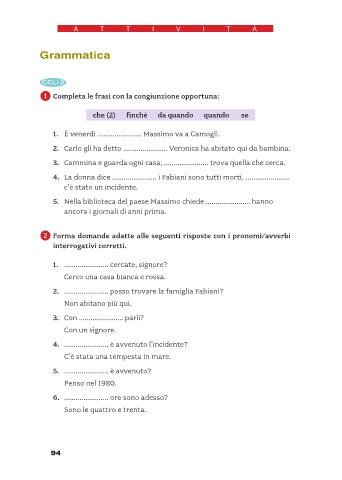 A T T I V I T À
Grammatica
CELI 2
1 Completa le frasi con la congiunzione opportuna:
che (2) finché da quando quando se
1. È venerdì ...................... Massimo va a Camogli.
2. Carlo gli ha detto ...................... Veronica ha abitato qui da bambina.
3. Cammina e guarda ogni casa, ...................... trova quella che cerca.
4. La donna dice ...................... i Fabiani sono tutti morti, ......................
c'è stato un incidente.
5. Nella biblioteca del paese Massimo chiede ...................... hanno
ancora i giornali di anni prima.
2 Forma domande adatte alle seguenti risposte con i pronomi/avverbi
interrogativi corretti.
1. ...................... cercate, signore?
Cerco una casa bianca e rossa.
2. ...................... posso trovare la famiglia Fabiani?
Non abitano più qui.
3. Con ...................... parli?
Con un signore.
4. ...................... è avvenuto l'incidente?
C'è stata una tempesta in mare.
5. ...................... è avvenuto?
Penso nel 1980.
6. ...................... ore sono adesso?
Sono le quattro e trenta.
94